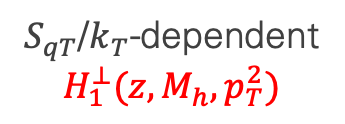 S_{qT}/k_T-dependent
H_1^⊥(z, M_h, p_T^2)